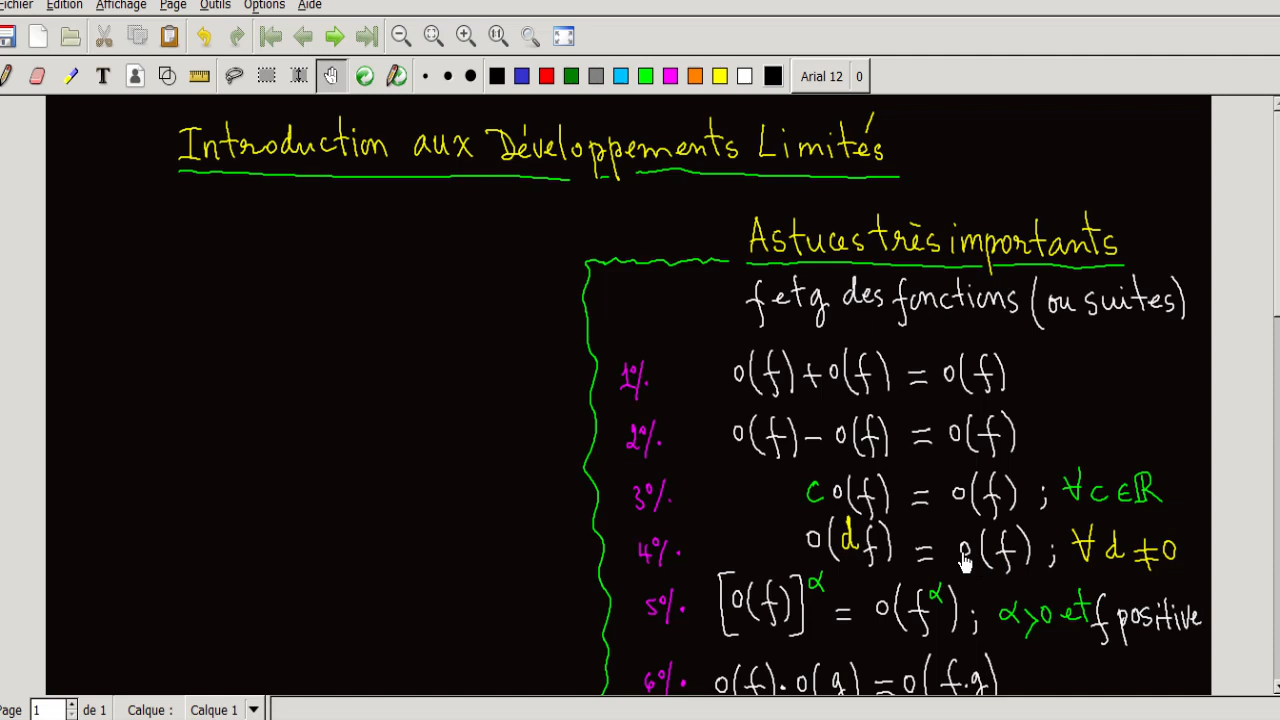 Fichier Édition Affichage Page Outils Options Aide
Arial 12 0
Introduction aux Développements Limités
Astuces très importants
f et g des fonctions (ou suites)
1°/. o(f) + o(f) = o(f)
2°/. o(f) - o(f) = o(f)
3°/. c o(f) = o(f) ; ∀ c ∈ ℝ
4°/. o(d f) = o(f) ; ∀ d ≠ 0
5°/. [o(f)]^α = o(f^α) ; α > 0 et f positive
6°/. o(f) . o(g) = o(f.g)
Page 1 de 1 Calque : Calque 1